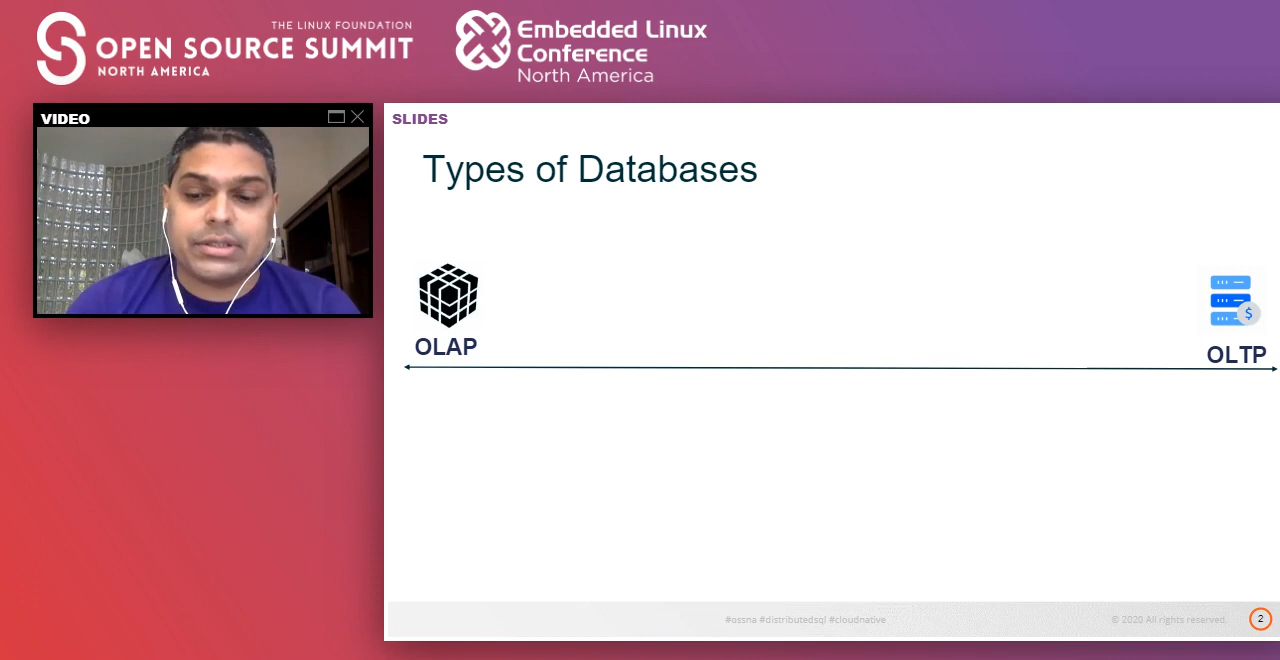 THE LINUX FOUNDATION
OPEN SOURCE SUMMIT
NORTH AMERICA
Embedded Linux
Conference
North America
VIDEO
SLIDES
Types of Databases
OLAP
$
OLTP
#ossna #distributedsql #cloudnative
© 2020 All rights reserved.
2